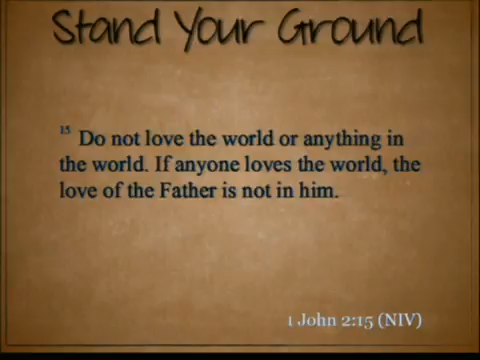 Stand Your Ground
15 Do not love the world or anything in
the world. If anyone loves the world, the
love of the Father is not in him.
1 John 2:15 (NIV)